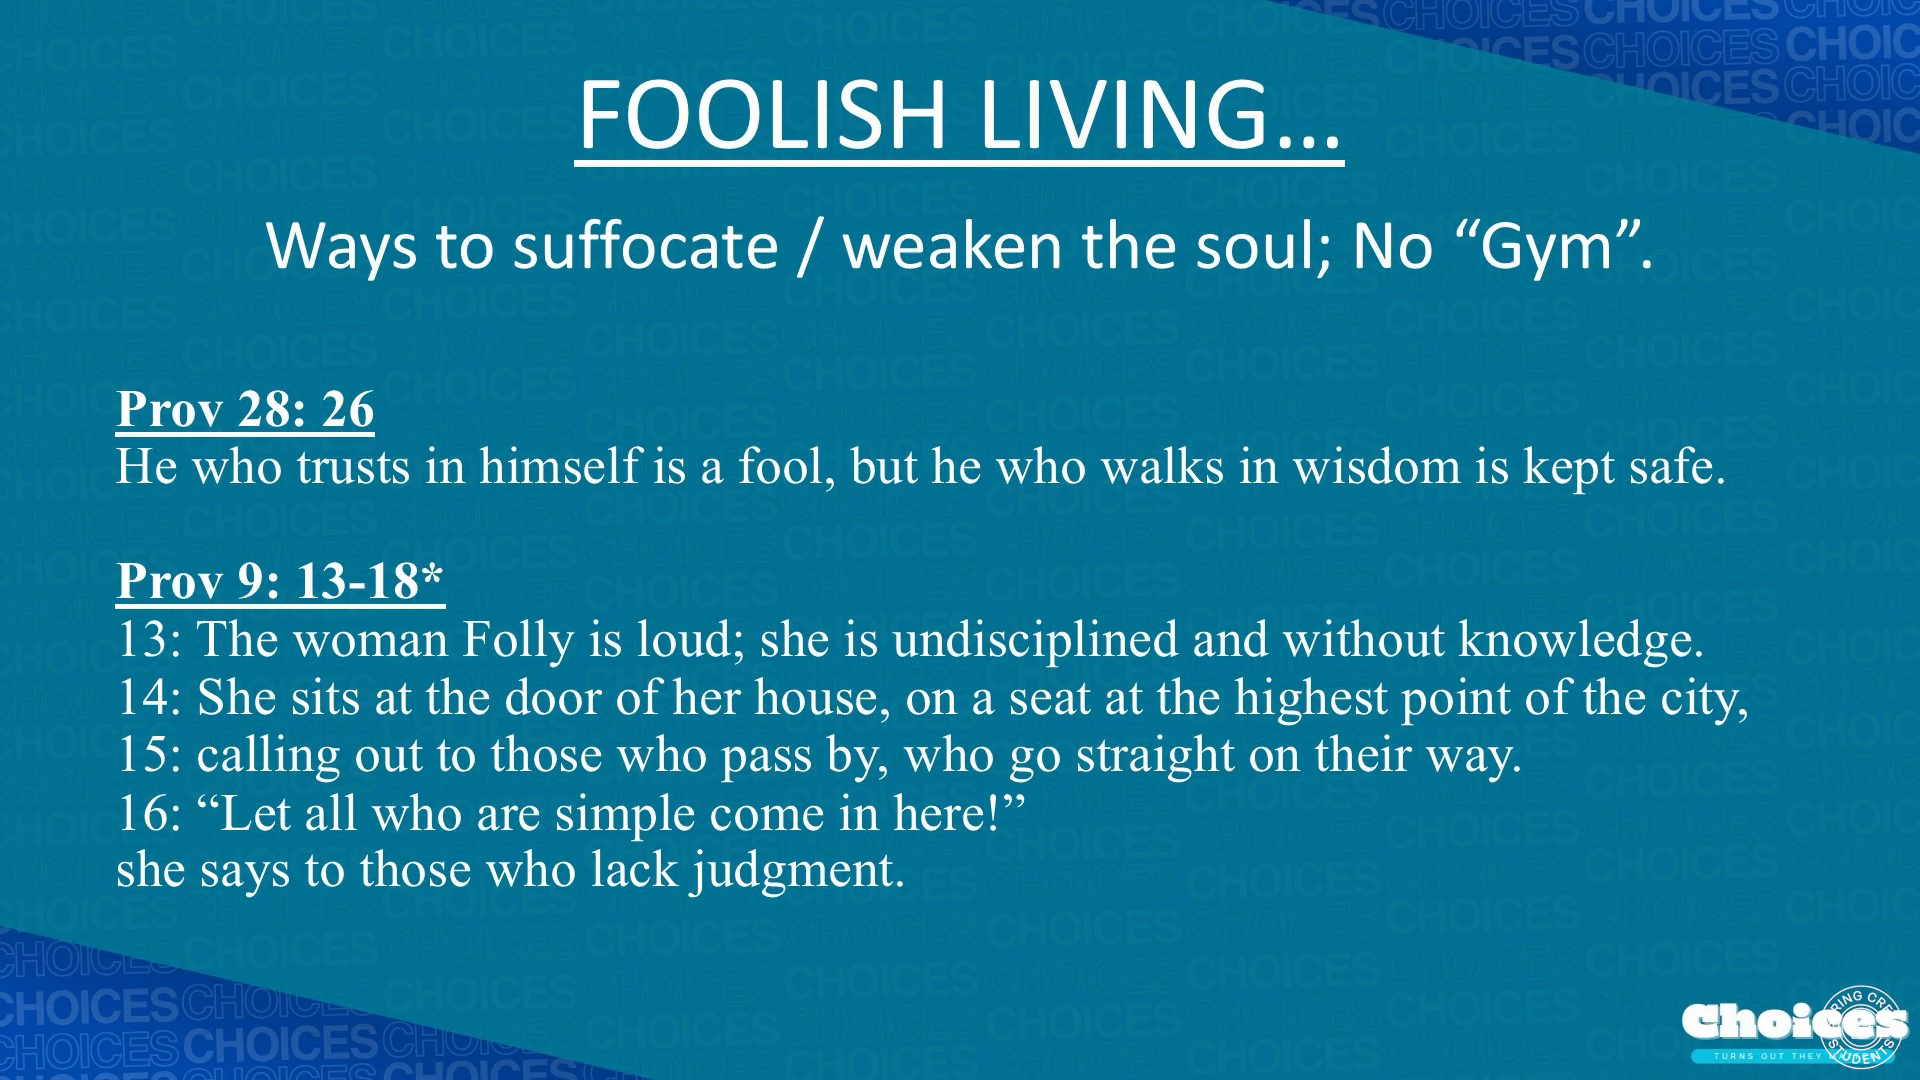 FOOLISH LIVING…
Ways to suffocate / weaken the soul; No “Gym”.
Prov 28: 26
He who trusts in himself is a fool, but he who walks in wisdom is kept safe.
Prov 9: 13-18*
13: The woman Folly is loud; she is undisciplined and without knowledge.
14: She sits at the door of her house, on a seat at the highest point of the city,
15: calling out to those who pass by, who go straight on their way.
16: “Let all who are simple come in here!”
she says to those who lack judgment.
Choices
TURNS OUT THEY
STUDENTS